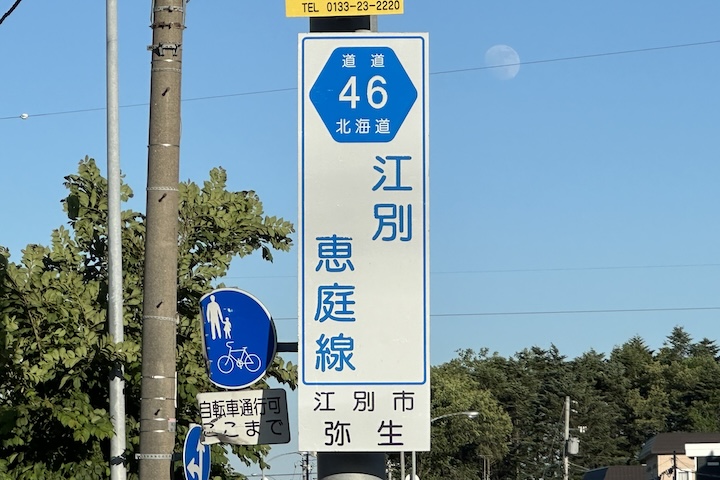 TEL 0133-23-2220
道道
46
北海道
江別
恵庭線
江別市
弥生
自転車通行可
ここまで